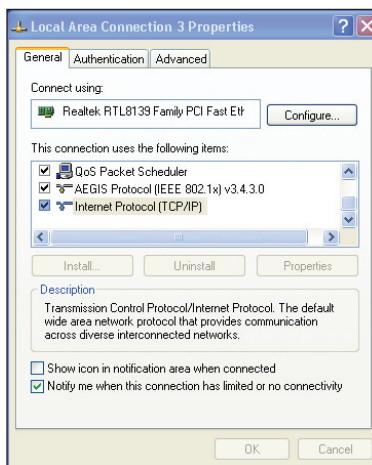 Local Area Connection 3 Properties
General
Authentication
Advanced
Connect using:
Realtek RTL8139 Family PCI Fast Eth
Configure...
This connection uses the following items:
QoS Packet Scheduler
AEGIS Protocol (IEEE 802.1x) v3.4.3.0
Internet Protocol (TCP/IP)
Install...
Uninstall
Properties
Description
Transmission Control Protocol/Internet Protocol. The default
wide area network protocol that provides communication
across diverse interconnected networks.
Show icon in notification area when connected
Notify me when this connection has limited or no connectivity
OK
Cancel